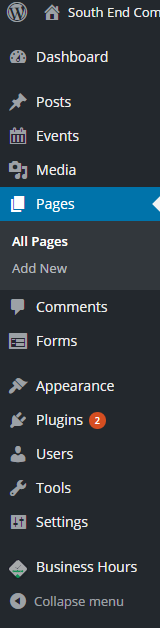 South End Com
Dashboard
Posts
Events
Media
Pages
All Pages
Add New
Comments
Forms
Appearance
Plugins 2
Users
Tools
Settings
Business Hours
Collapse menu